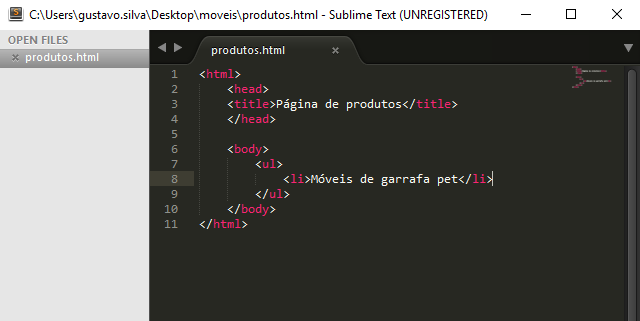 C:\Users\gustavo.silva\Desktop\moveis\produtos.html - Sublime Text (UNREGISTERED)
OPEN FILES
produtos.html
produtos.html
1 <html>
2 <head>
3 <title>Página de produtos</title>
4 </head>
5
6 <body>
7 <ul>
8 <li>Móveis de garrafa pet</li>
9 </ul>
10 </body>
11 </html>